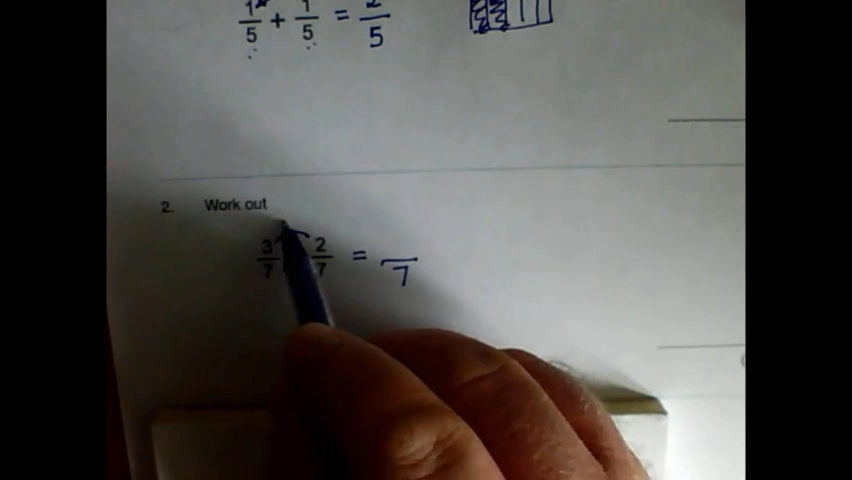 1/5 + 1/5 = 2/5
2. Work out
3/7 2/7 = /7